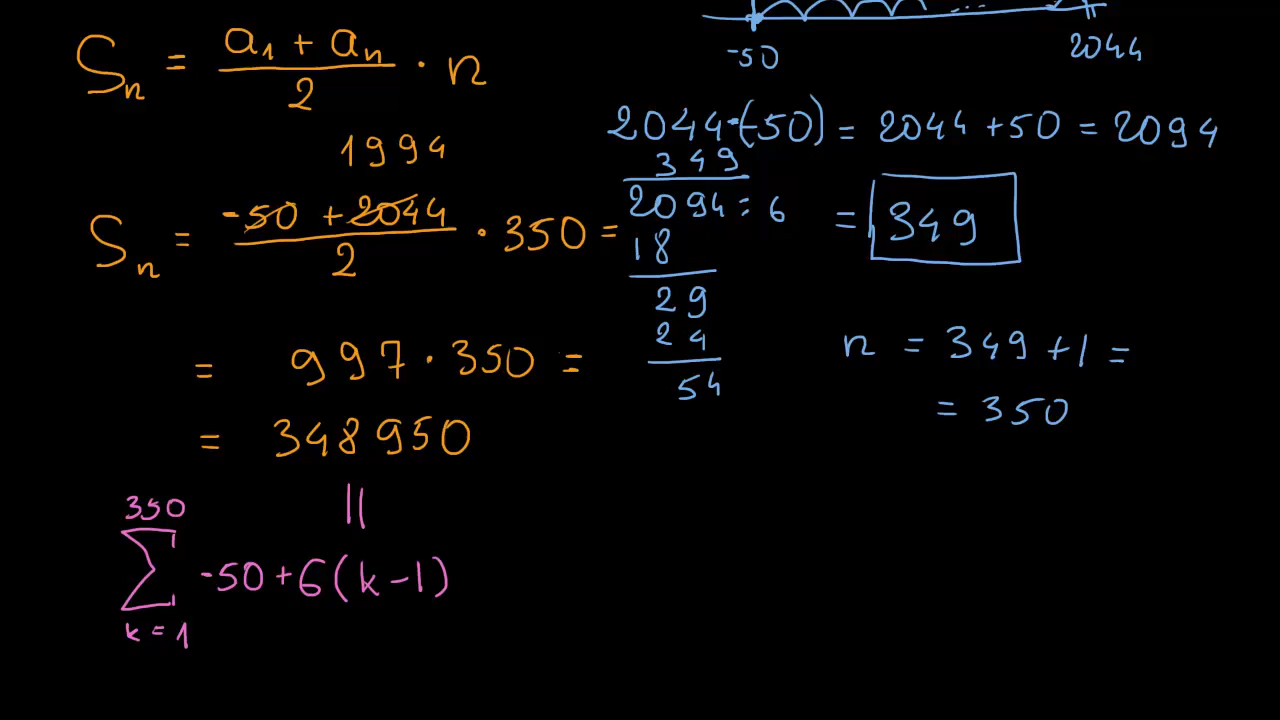 Sn = (a1 + an)/2 · n
1994
Sn = (-50 + 2044)/2 · 350 =
= 997 · 350 =
= 348950
||
350
∑ -50+6(k-1)
k=1
...
-50 2044
2044-(-50) = 2044 +50 = 2094
349
2094 : 6 = 349
18
29
24
54
n = 349 +1 =
= 350